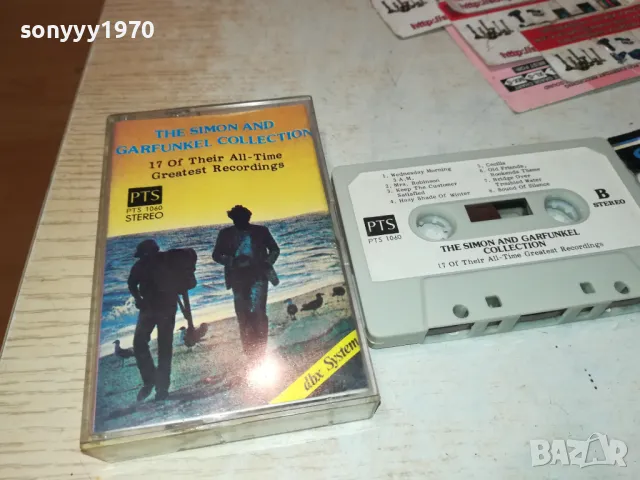 sonyyy1970
THE SIMON AND
GARFUNKEL COLLECTION
17 Of Their All-Time
Greatest Recordings
PTS
PTS 1060
STEREO
dbx System
1. Wednesday Morning
3 A.M.
2. Mrs. Robinson
3. Keep The Customer
Satisfied
4. Hazy Shade Of Winter
5. Cecilia
6. Old Friends,
Bookends Theme
7. Bridge Over
Troubled Water
8. Sound Of Silence
PTS
PTS 1060
B
STEREO
THE SIMON AND GARFUNKEL
COLLECTION
17 Of Their All-Time Greatest Recordings
BAZAR
bg